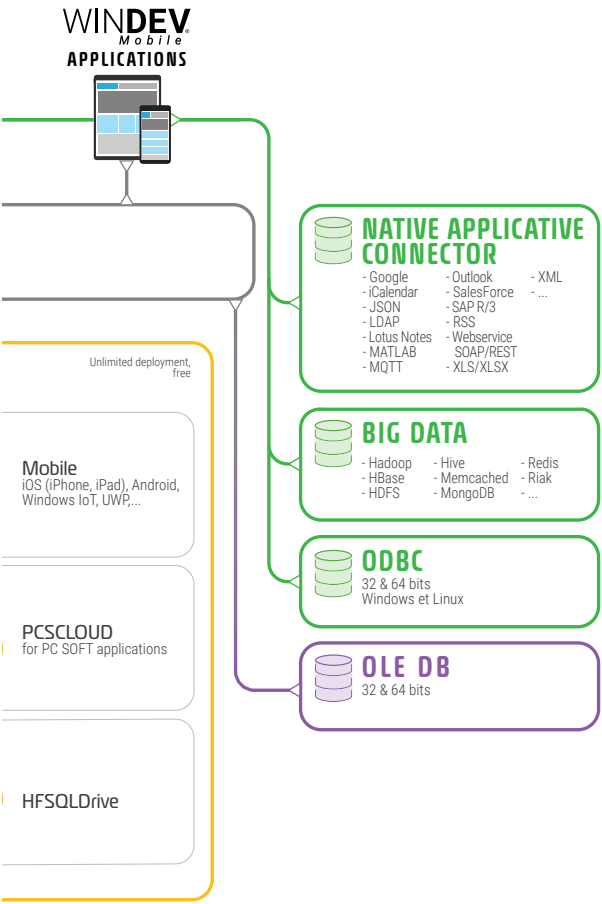 WINDEV®
Mobile
APPLICATIONS
NATIVE APPLICATIVE
CONNECTOR
- Google
- iCalendar
- JSON
- LDAP
- Lotus Notes
- MATLAB
- MQTT
- Outlook
- SalesForce
- SAP R/3
- RSS
- Webservice
SOAP/REST
- XLS/XLSX
- XML
- ...
Unlimited deployment,
free
Mobile
iOS (iPhone, iPad), Android,
Windows IoT, UWP,...
BIG DATA
- Hadoop
- HBase
- HDFS
- Hive
- Memcached
- MongoDB
- Redis
- Riak
- ...
ODBC
32 & 64 bits
Windows et Linux
PCSCLOUD
for PC SOFT applications
OLE DB
32 & 64 bits
HFSQLDrive